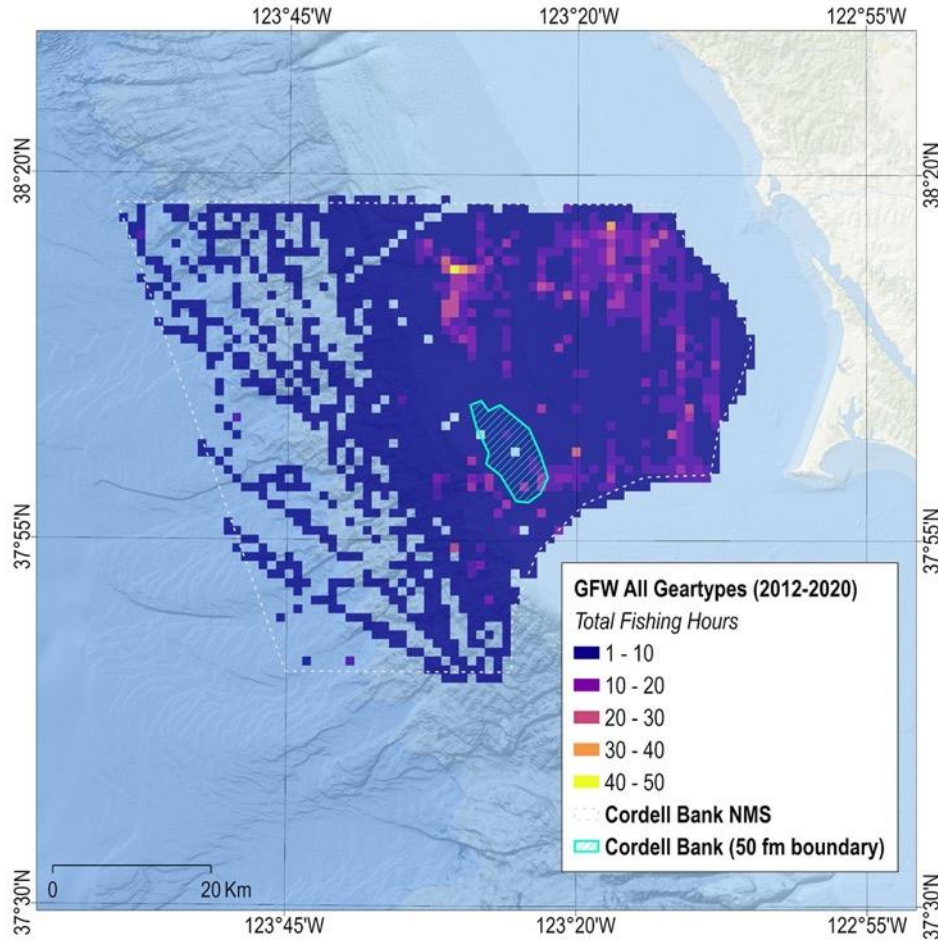 123°45'W 123°20'W 122°55'W
38°20'N 38°20'N
37°55'N 37°55'N
GFW All Geartypes (2012-2020)
Total Fishing Hours
1 - 10
10 - 20
20 - 30
30 - 40
40 - 50
Cordell Bank NMS
Cordell Bank (50 fm boundary)
0 20 Km
37°30'N 37°30'N
123°45'W 123°20'W 122°55'W